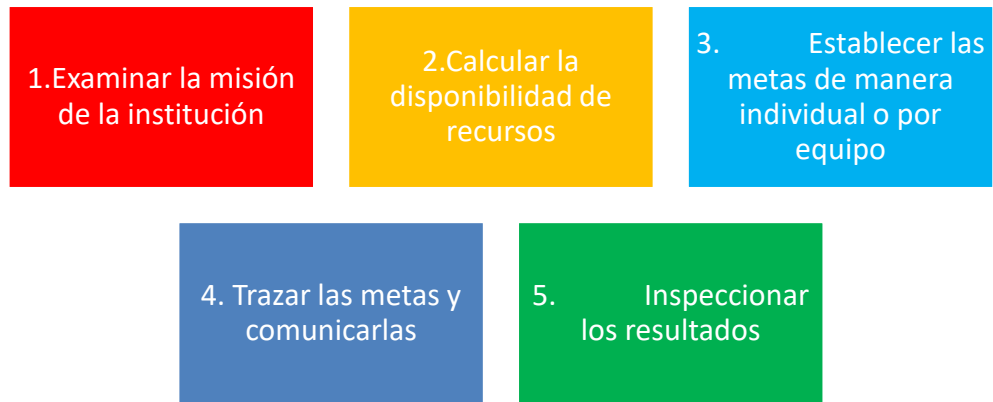 1.Examinar la misión
de la institución
2.Calcular la
disponibilidad de
recursos
3. Establecer las
metas de manera
individual o por
equipo
4. Trazar las metas y
comunicarlas
5. Inspeccionar
los resultados